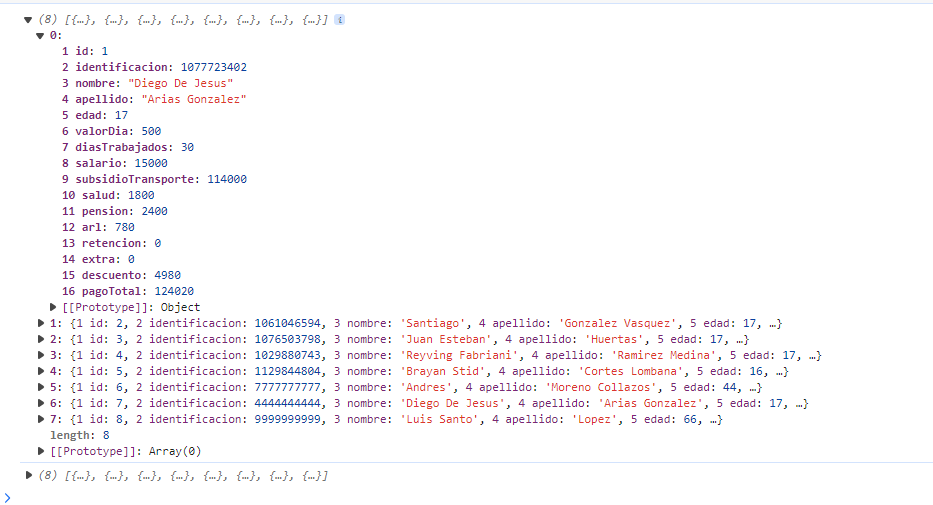 (8) [{…}, {…}, {…}, {…}, {…}, {…}, {…}, {…}] i
0:
1 id: 1
2 identificacion: 1077723402
3 nombre: "Diego De Jesus"
4 apellido: "Arias Gonzalez"
5 edad: 17
6 valorDia: 500
7 diasTrabajados: 30
8 salario: 15000
9 subsidioTransporte: 114000
10 salud: 1800
11 pension: 2400
12 arl: 780
13 retencion: 0
14 extra: 0
15 descuento: 4980
16 pagoTotal: 124020
[[Prototype]]: Object
1: {1 id: 2, 2 identificacion: 1061046594, 3 nombre: 'Santiago', 4 apellido: 'Gonzalez Vasquez', 5 edad: 17, …}
2: {1 id: 3, 2 identificacion: 1076503798, 3 nombre: 'Juan Esteban', 4 apellido: 'Huertas', 5 edad: 17, …}
3: {1 id: 4, 2 identificacion: 1029880743, 3 nombre: 'Reyving Fabriani', 4 apellido: 'Ramirez Medina', 5 edad: 17, …}
4: {1 id: 5, 2 identificacion: 1129844804, 3 nombre: 'Brayan Stid', 4 apellido: 'Cortes Lombana', 5 edad: 16, …}
5: {1 id: 6, 2 identificacion: 7777777777, 3 nombre: 'Andres', 4 apellido: 'Moreno Collazos', 5 edad: 44, …}
6: {1 id: 7, 2 identificacion: 4444444444, 3 nombre: 'Diego De Jesus', 4 apellido: 'Arias Gonzalez', 5 edad: 17, …}
7: {1 id: 8, 2 identificacion: 9999999999, 3 nombre: 'Luis Santo', 4 apellido: 'Lopez', 5 edad: 66, …}
length: 8
[[Prototype]]: Array(0)
(8) [{…}, {…}, {…}, {…}, {…}, {…}, {…}, {…}]